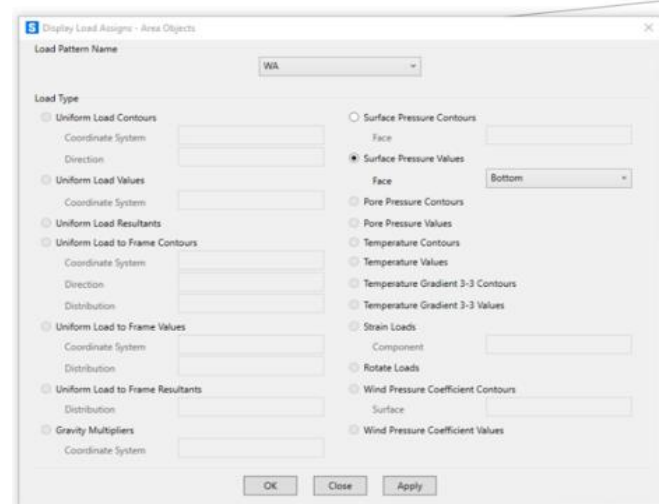 S Display Load Assigns - Area Objects
Load Pattern Name
WA
Load Type
Uniform Load Contours
Coordinate System
Direction
Uniform Load Values
Coordinate System
Uniform Load Resultants
Uniform Load to Frame Contours
Coordinate System
Direction
Distribution
Uniform Load to Frame Values
Coordinate System
Distribution
Uniform Load to Frame Resultants
Distribution
Gravity Multipliers
Coordinate System
Surface Pressure Contours
Face
Surface Pressure Values
Face Bottom
Pore Pressure Contours
Pore Pressure Values
Temperature Contours
Temperature Values
Temperature Gradient 3-3 Contours
Temperature Gradient 3-3 Values
Strain Loads
Component
Rotate Loads
Wind Pressure Coefficient Contours
Surface
Wind Pressure Coefficient Values
OK Close Apply